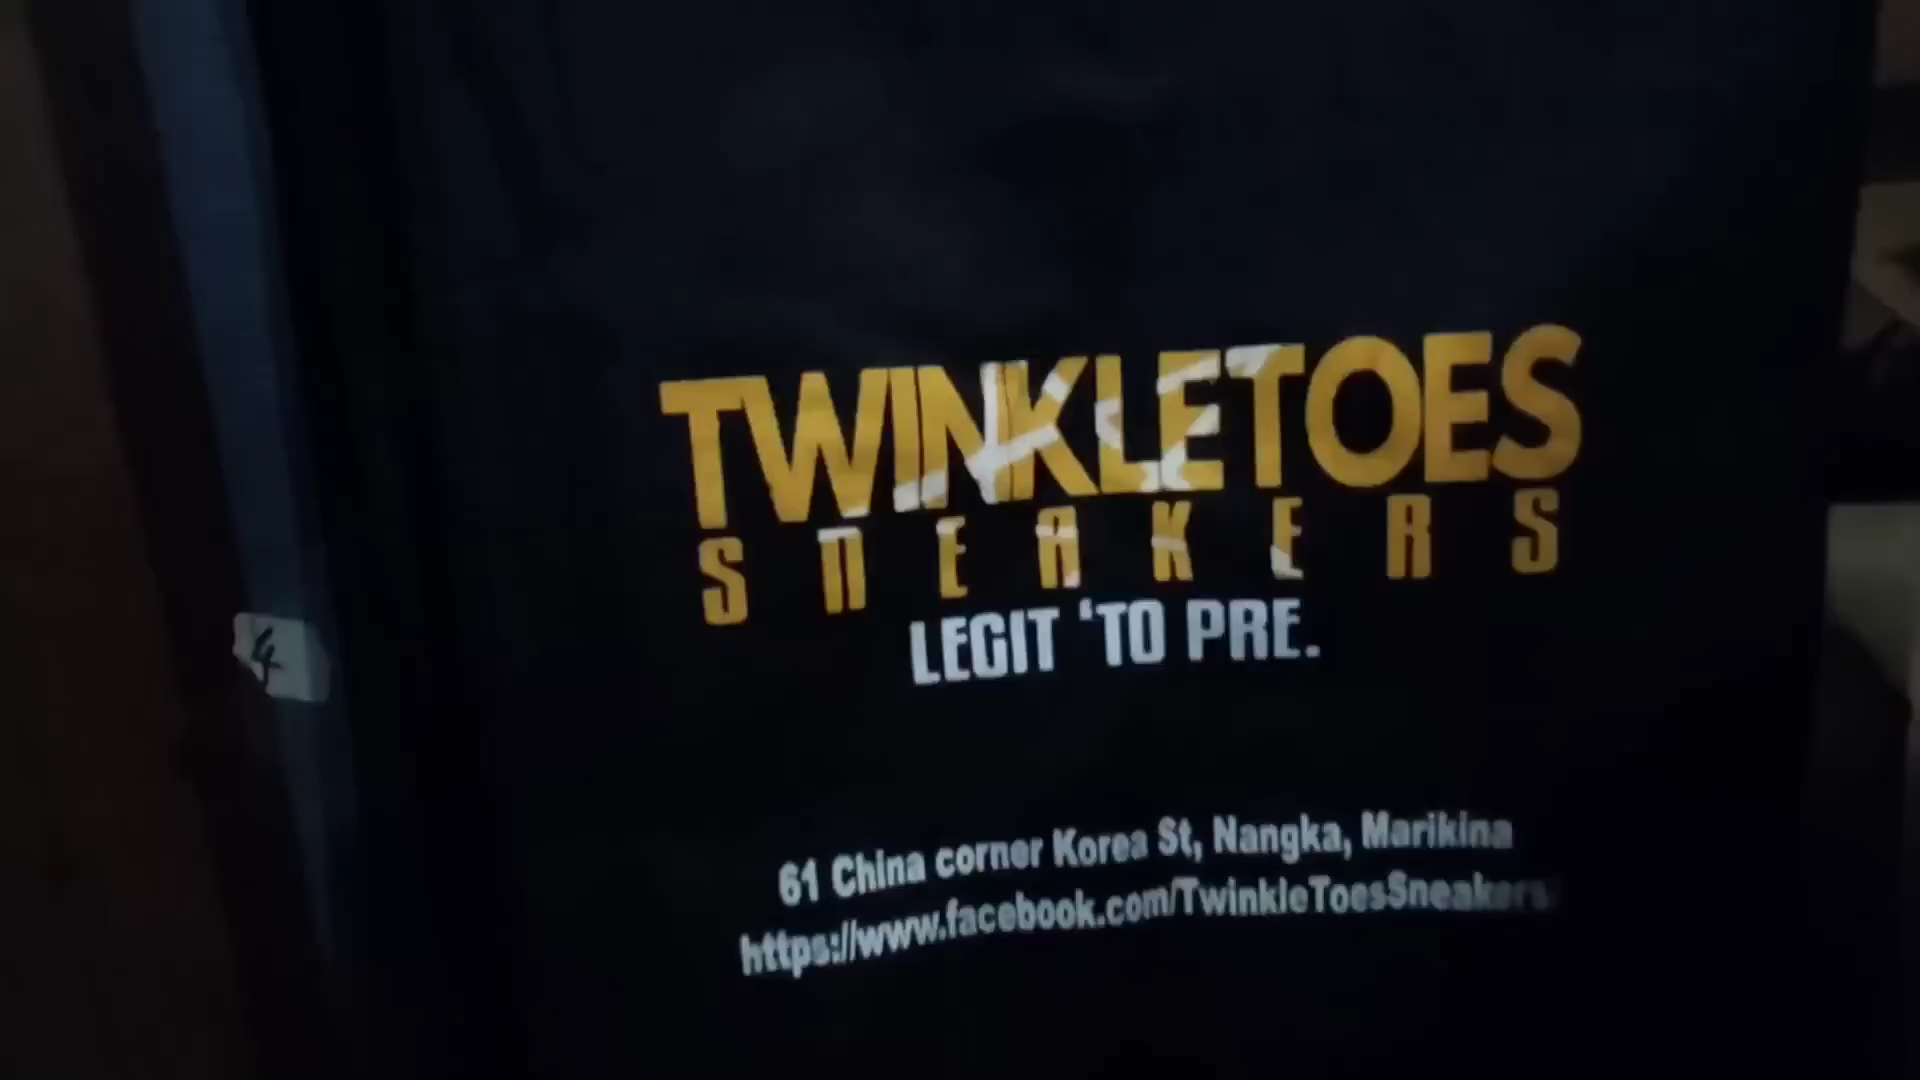 TWINKLETOES
SNEAKERS
LEGIT 'TO PRE.
61 China corner Korea St, Nangka, Marikina
https://www.facebook.com/TwinkleToesSneakers
4